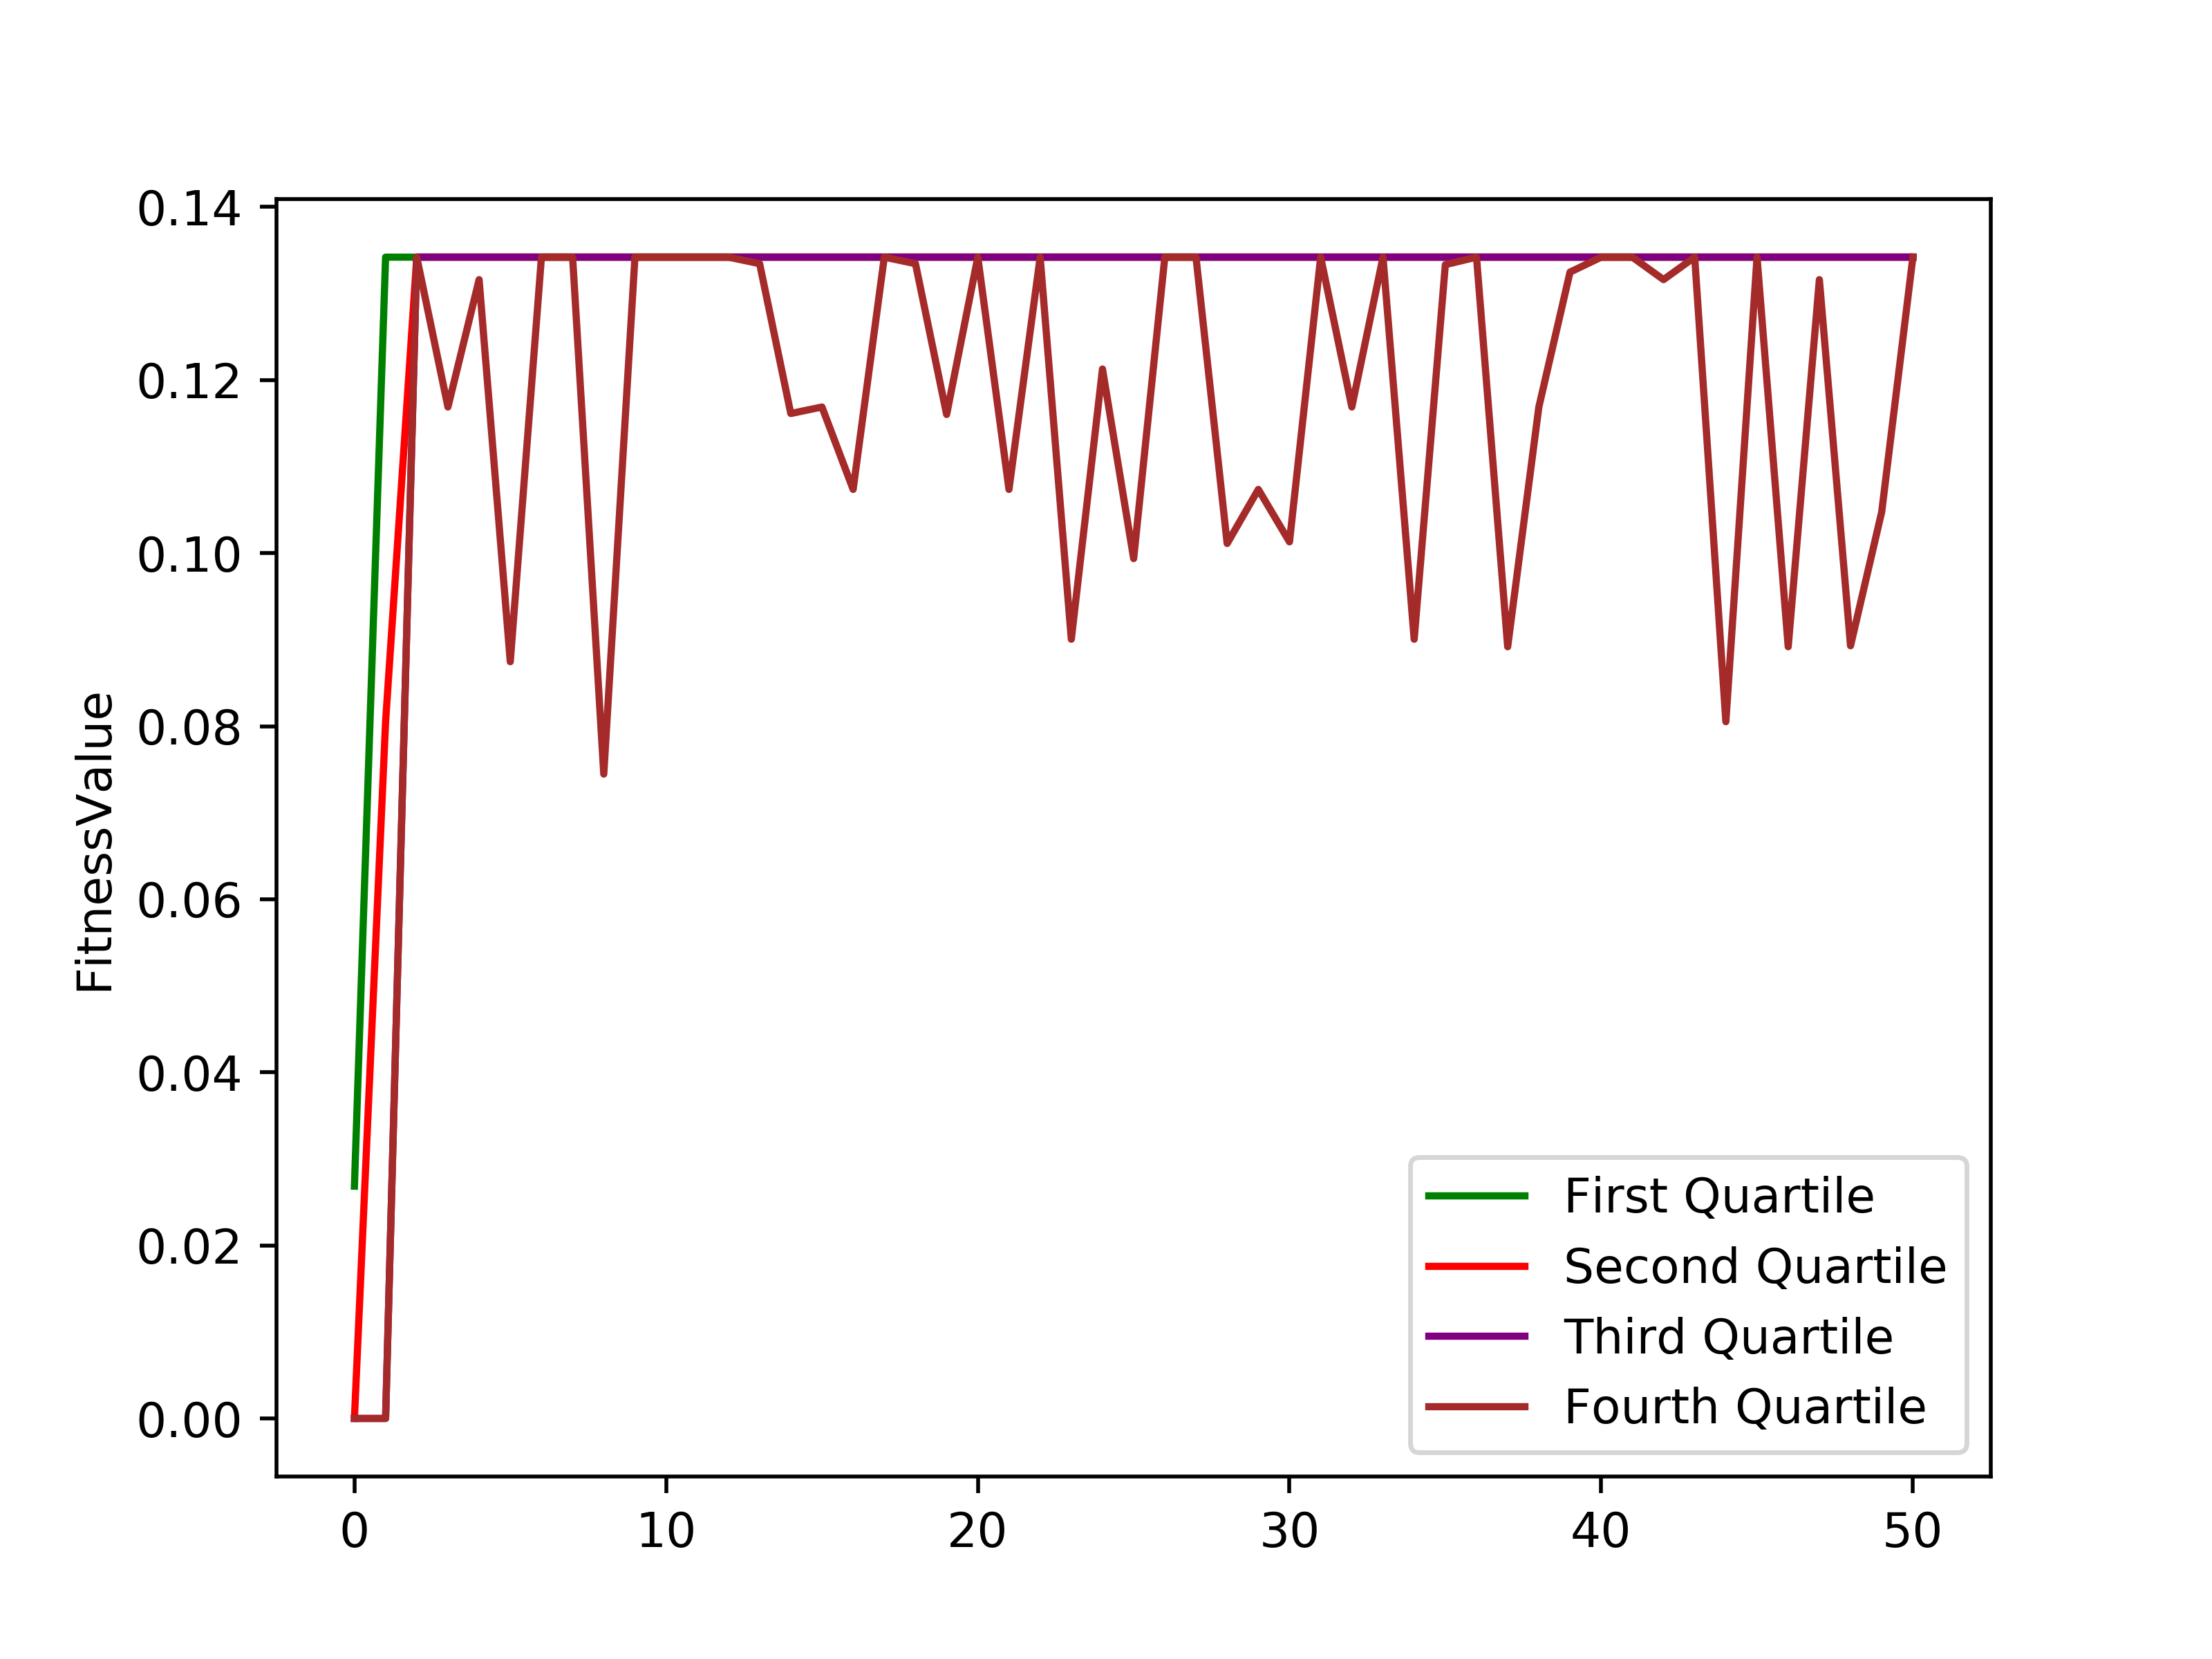 0.14
0.12
0.10
0.08
0.06
0.04
0.02
0.00
FitnessValue
First Quartile
Second Quartile
Third Quartile
Fourth Quartile
0 10 20 30 40 50